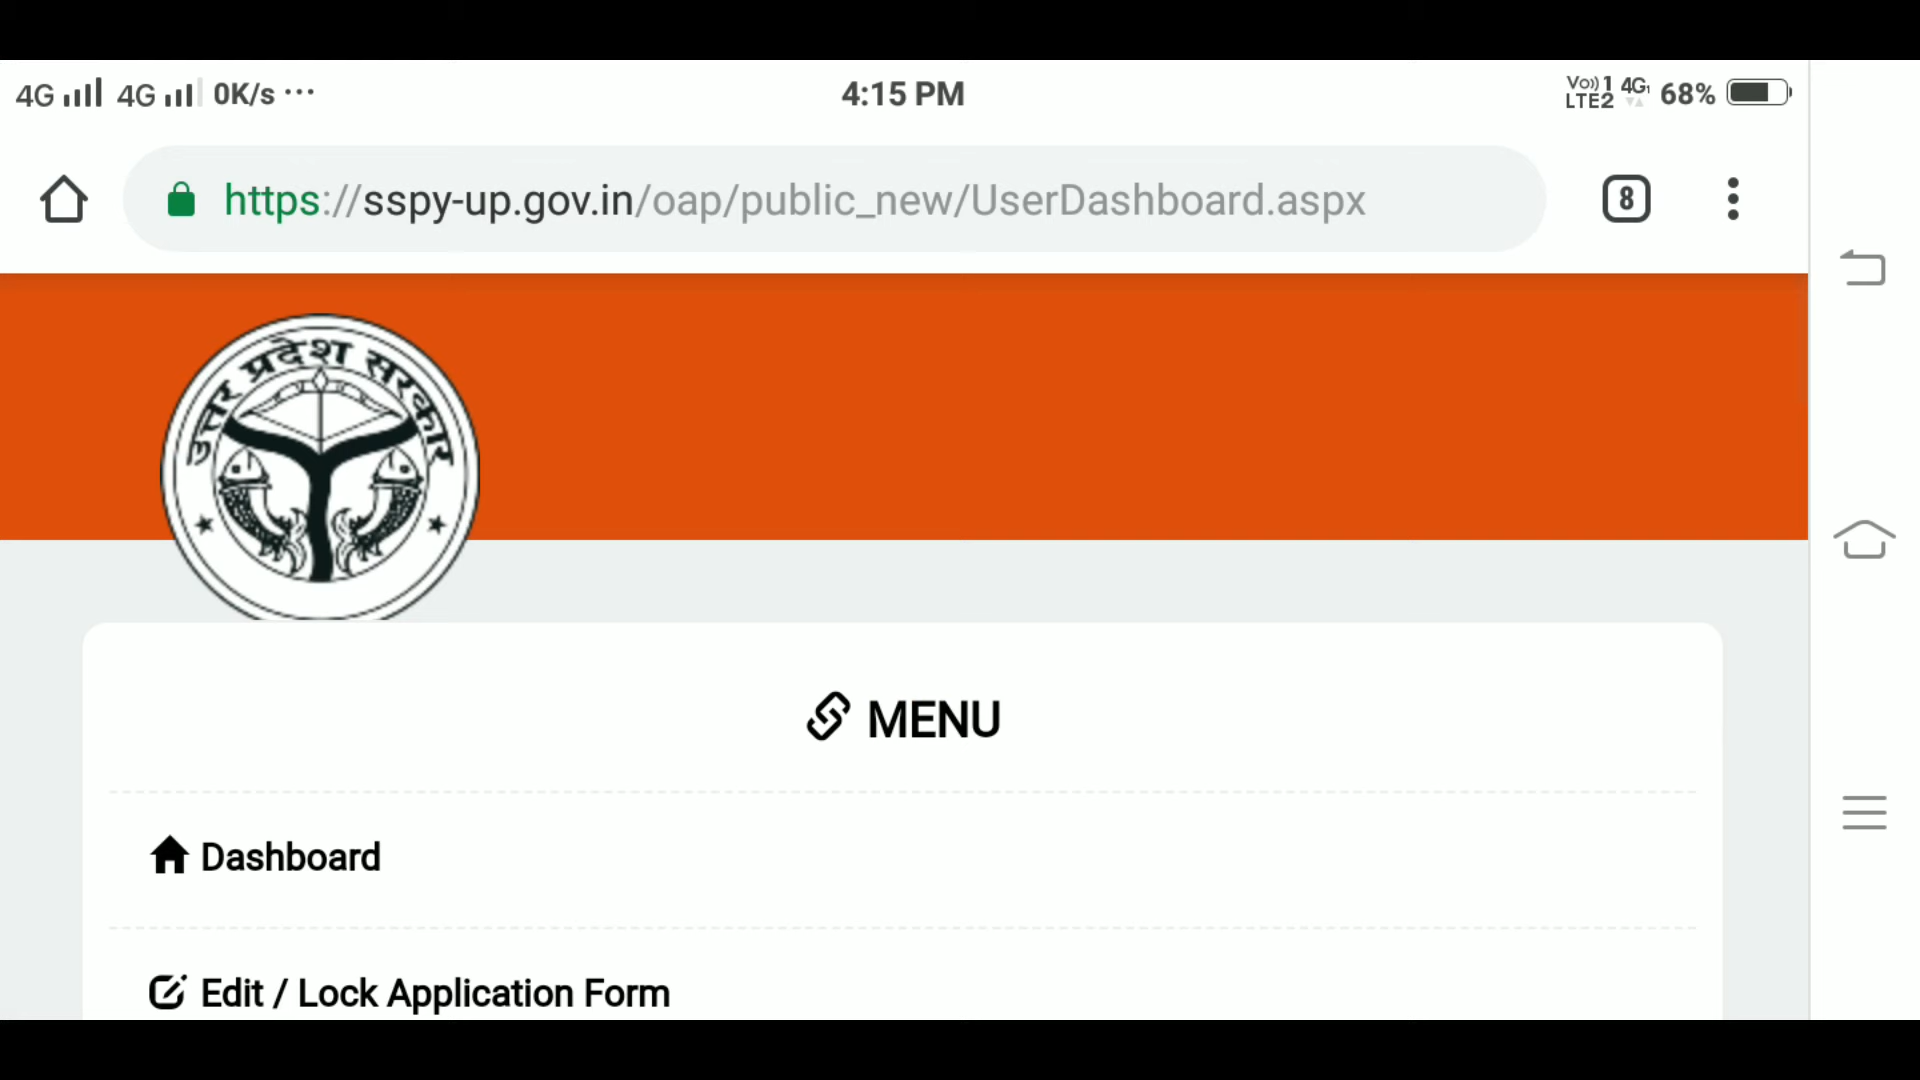 4G 4G 0K/s ...
4:15 PM
Vo)) 1 4G 68%
LTE2
https://sspy-up.gov.in/oap/public_new/UserDashboard.aspx
8
उत्तर प्रदेश सरकार
MENU
Dashboard
Edit / Lock Application Form